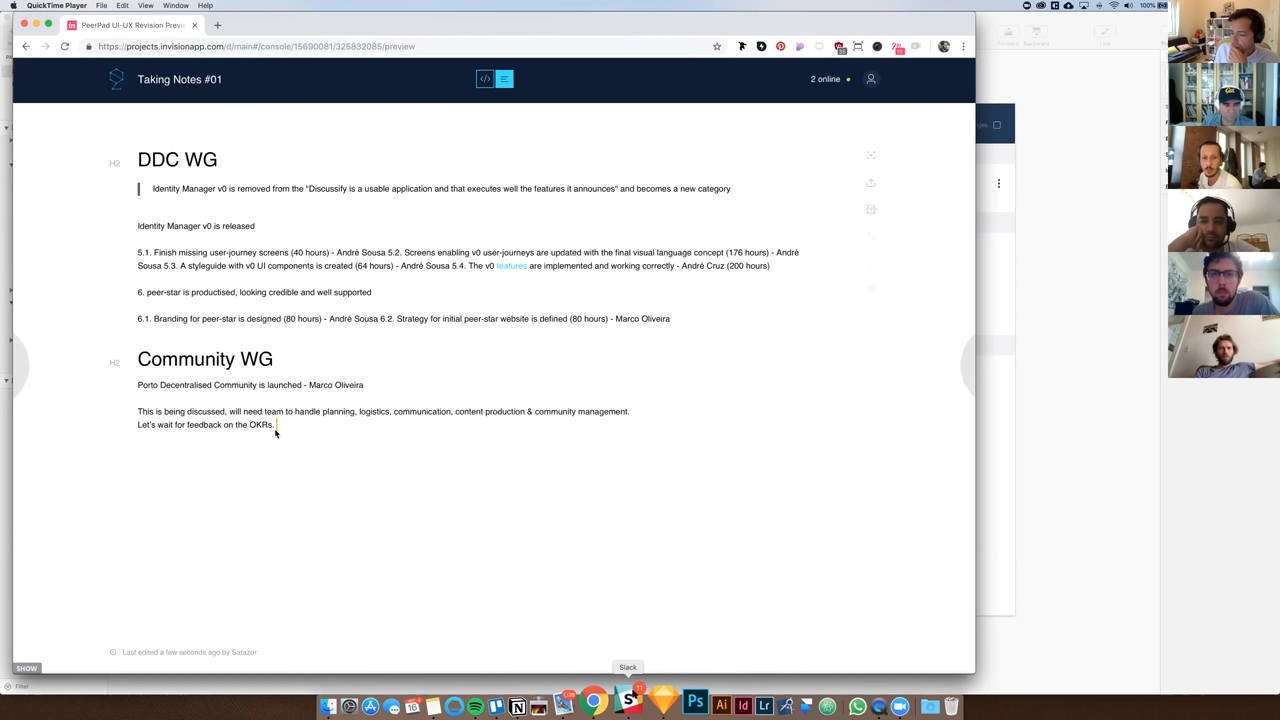 QuickTime Player File Edit View Window Help
100%
PeerPad UI-UX Revision Previe
https://projects.invisionapp.com/d/main#/console/15690081/325832085/preview
Taking Notes #01
2 online
H2 DDC WG
Identity Manager v0 is removed from the "Discussify is a usable application and that executes well the features it announces" and becomes a new category
Identity Manager v0 is released
5.1. Finish missing user-journey screens (40 hours) - André Sousa 5.2. Screens enabling v0 user-journeys are updated with the final visual language concept (176 hours) - André
Sousa 5.3. A styleguide with v0 UI components is created (64 hours) - André Sousa 5.4. The v0 features are implemented and working correctly - André Cruz (200 hours)
6. peer-star is productised, looking credible and well supported
6.1. Branding for peer-star is designed (80 hours) - André Sousa 6.2. Strategy for initial peer-star website is defined (80 hours) - Marco Oliveira
H2 Community WG
Porto Decentralised Community is launched - Marco Oliveira
This is being discussed, will need team to handle planning, logistics, communication, content production & community management.
Let's wait for feedback on the OKRs.
Last edited a few seconds ago by Satazor
SHOW
Slack
Filter
11
16
Ps
Ai
Id
Lr